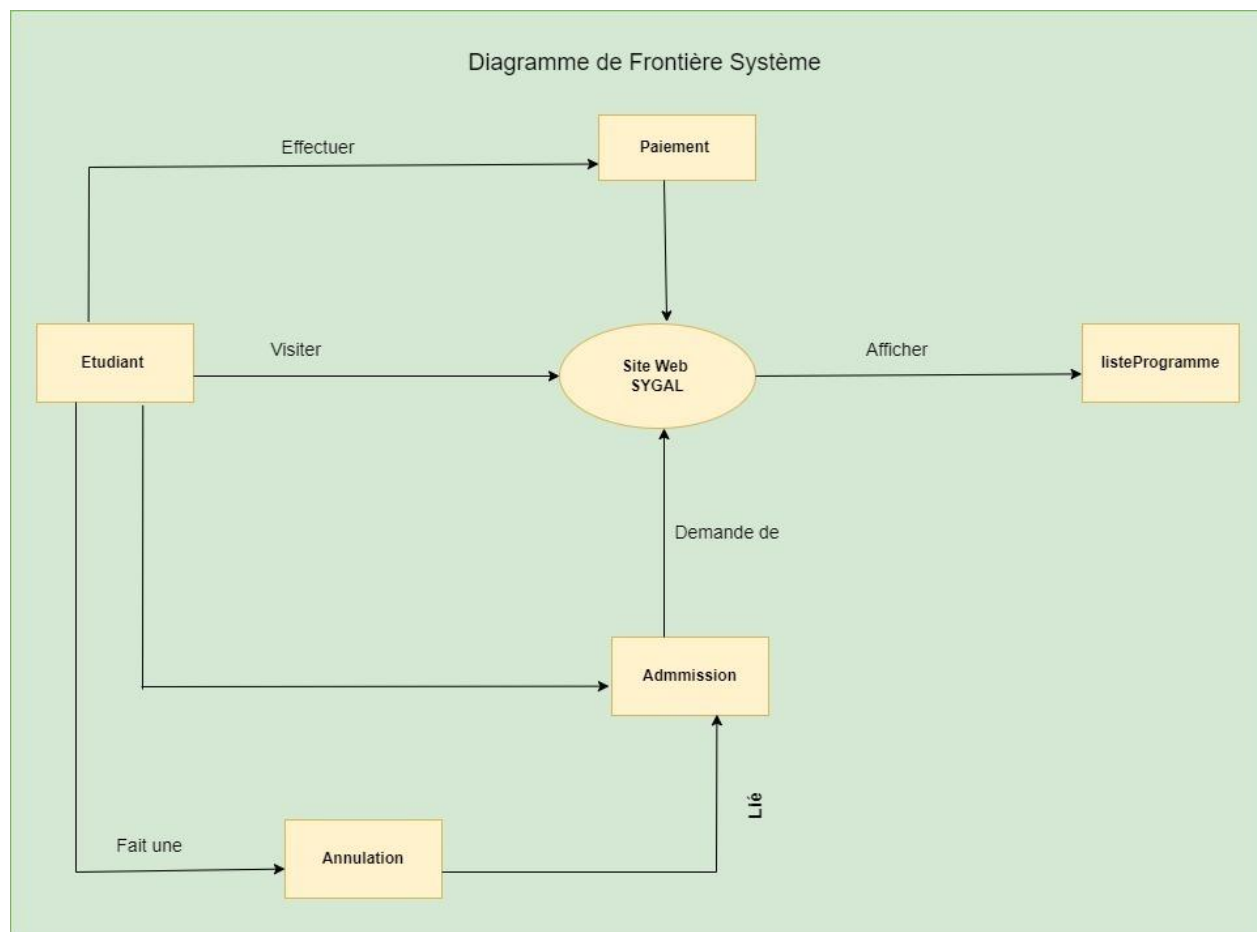 Diagramme de Frontière Système
Effectuer
Paiement
Etudiant
Visiter
Site Web
SYGAL
Afficher
listeProgramme
Demande de
Admmission
Lié
Fait une
Annulation